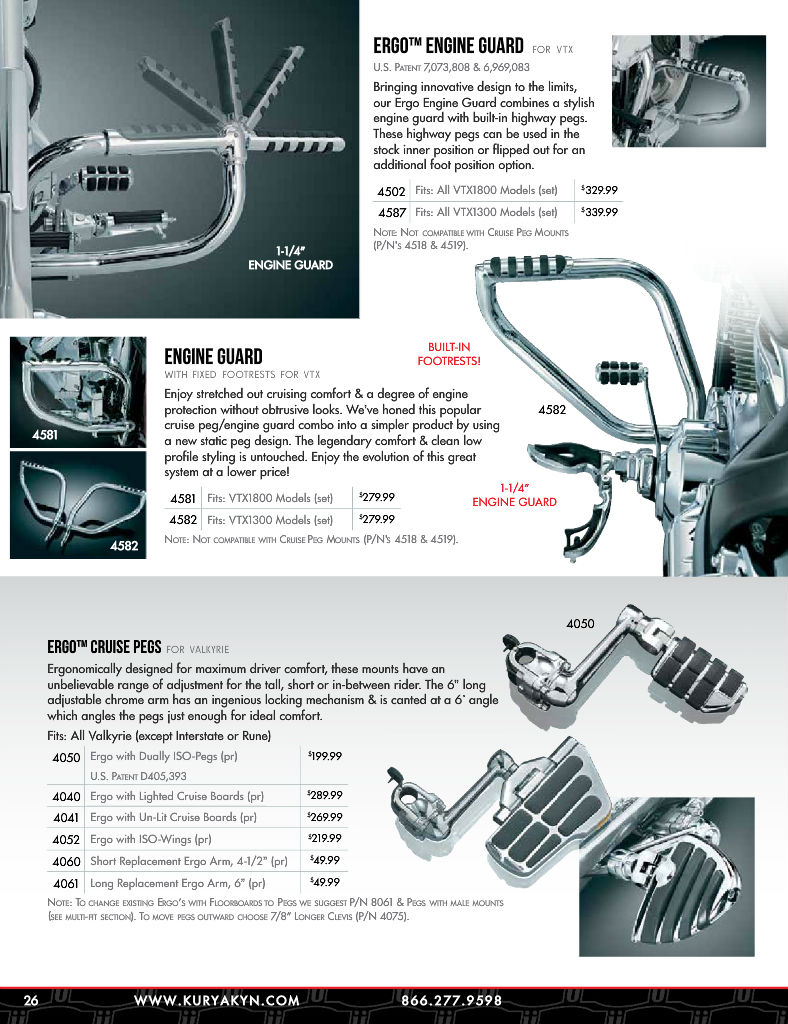 ERGO™ ENGINE GUARD FOR VTX
U.S. PATENT 7,073,808 & 6,969,083
Bringing innovative design to the limits,
our Ergo Engine Guard combines a stylish
engine guard with built-in highway pegs.
These highway pegs can be used in the
stock inner position or flipped out for an
additional foot position option.
4502 Fits: All VTX1800 Models (set) $329.99
4587 Fits: All VTX1300 Models (set) $339.99
NOTE: NOT COMPATIBLE WITH CRUISE PEG MOUNTS
(P/N's 4518 & 4519).
1-1/4"
ENGINE GUARD
ENGINE GUARD
WITH FIXED FOOTRESTS FOR VTX
Enjoy stretched out cruising comfort & a degree of engine
protection without obtrusive looks. We've honed this popular
cruise peg/engine guard combo into a simpler product by using
a new static peg design. The legendary comfort & clean low
profile styling is untouched. Enjoy the evolution of this great
system at a lower price!
4581 Fits: VTX1800 Models (set) $279.99
4582 Fits: VTX1300 Models (set) $279.99
NOTE: NOT COMPATIBLE WITH CRUISE PEG MOUNTS (P/N'S 4518 & 4519).
4581
4582
BUILT-IN
FOOTRESTS!
4582
1-1/4"
ENGINE GUARD
ERGO™ CRUISE PEGS FOR VALKYRIE
Ergonomically designed for maximum driver comfort, these mounts have an
unbelievable range of adjustment for the tall, short or in-between rider. The 6" long
adjustable chrome arm has an ingenious locking mechanism & is canted at a 6° angle
which angles the pegs just enough for ideal comfort.
Fits: All Valkyrie (except Interstate or Rune)
4050 Ergo with Dually ISO-Pegs (pr) $199.99
U.S. PATENT D405,393
4040 Ergo with Lighted Cruise Boards (pr) $289.99
4041 Ergo with Un-Lit Cruise Boards (pr) $269.99
4052 Ergo with ISO-Wings (pr) $219.99
4060 Short Replacement Ergo Arm, 4-1/2" (pr) $49.99
4061 Long Replacement Ergo Arm, 6" (pr) $49.99
NOTE: TO CHANGE EXISTING ERGO'S WITH FLOORBOARDS TO PEGS WE SUGGEST P/N 8061 & PEGS WITH MALE MOUNTS
(SEE MULTI-FIT SECTION). TO MOVE PEGS OUTWARD CHOOSE 7/8" LONGER CLEVIS (P/N 4075).
4050
26 WWW.KURYAKYN.COM 866.277.9598